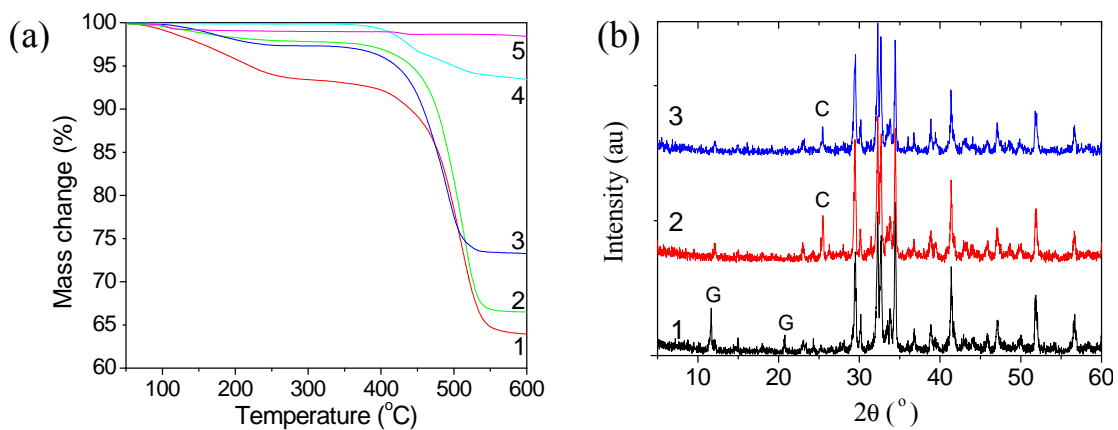 (a)
Mass change (%)
100
95
90
85
80
75
70
65
60
5
4
3
2
1
100 200 300 400 500 600
Temperature (°C)
(b)
Intensity (au)
3
C
2
C
1
G
G
10 20 30 40 50 60
2θ (°)